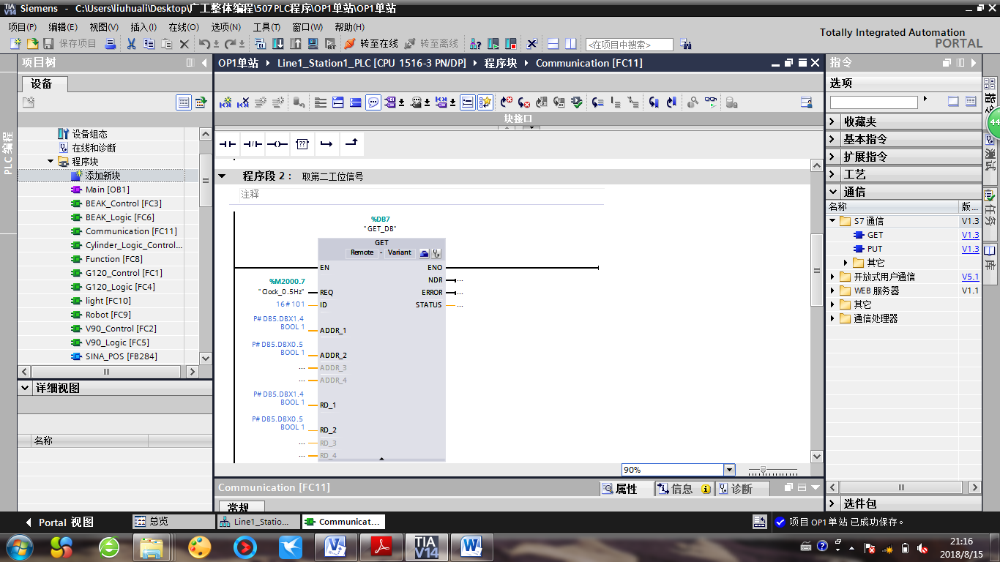 TIA V14 Siemens - C:\Users\liuhuali\Desktop\广工整体编程\507PLC程序\OP1单站\OP1单站
项目(P) 编辑(E) 视图(V) 插入(I) 在线(O) 选项(N) 工具(T) 窗口(W) 帮助(H)
Totally Integrated Automation
PORTAL
保存项目 转至在线 转至离线 <在项目中搜索>
项目树
OP1单站 Line1_Station1_PLC [CPU 1516-3 PN/DP] 程序块 Communication [FC11]
指令
设备
选项
PLC 编程
块接口
设备组态
在线和诊断
程序块
添加新块
Main [OB1]
BEAK_Control [FC3]
BEAK_Logic [FC6]
Communication [FC11]
Cylinder_Logic_Control...
Function [FC8]
G120_Control [FC1]
G120_Logic [FC4]
light [FC10]
Robot [FC9]
V90_Control [FC2]
V90_Logic [FC5]
SINA_POS [FB284]
详细视图
名称
??
程序段 2： 取第二工位信号
注释
%DB7
"GET_DB"
GET
Remote - Variant
EN ENO
NDR ...
%M2000.7
"Clock_0.5Hz" REQ ERROR ...
16#101 ID STATUS ...
P#DB5.DBX1.4
BOOL 1 ADDR_1
P#DB5.DBX0.5
BOOL 1 ADDR_2
... ADDR_3
... ADDR_4
P#DB5.DBX1.4
BOOL 1 RD_1
P#DB5.DBX0.5
BOOL 1 RD_2
... RD_3
... RD_4
90%
Communication [FC11] 属性 信息 诊断
常规
收藏夹
基本指令
扩展指令
工艺
通信
名称 版...
S7 通信 V1.3
GET V1.3
PUT V1.3
其它
开放式用户通信 V5.1
WEB 服务器 V1.1
其它
通信处理器
选件包
44
测试
任务
库
Portal 视图 总览 Line1_Statio... Communicat... 项目 OP1单站 已成功保存。
TIA V14
21:16
2018/8/15